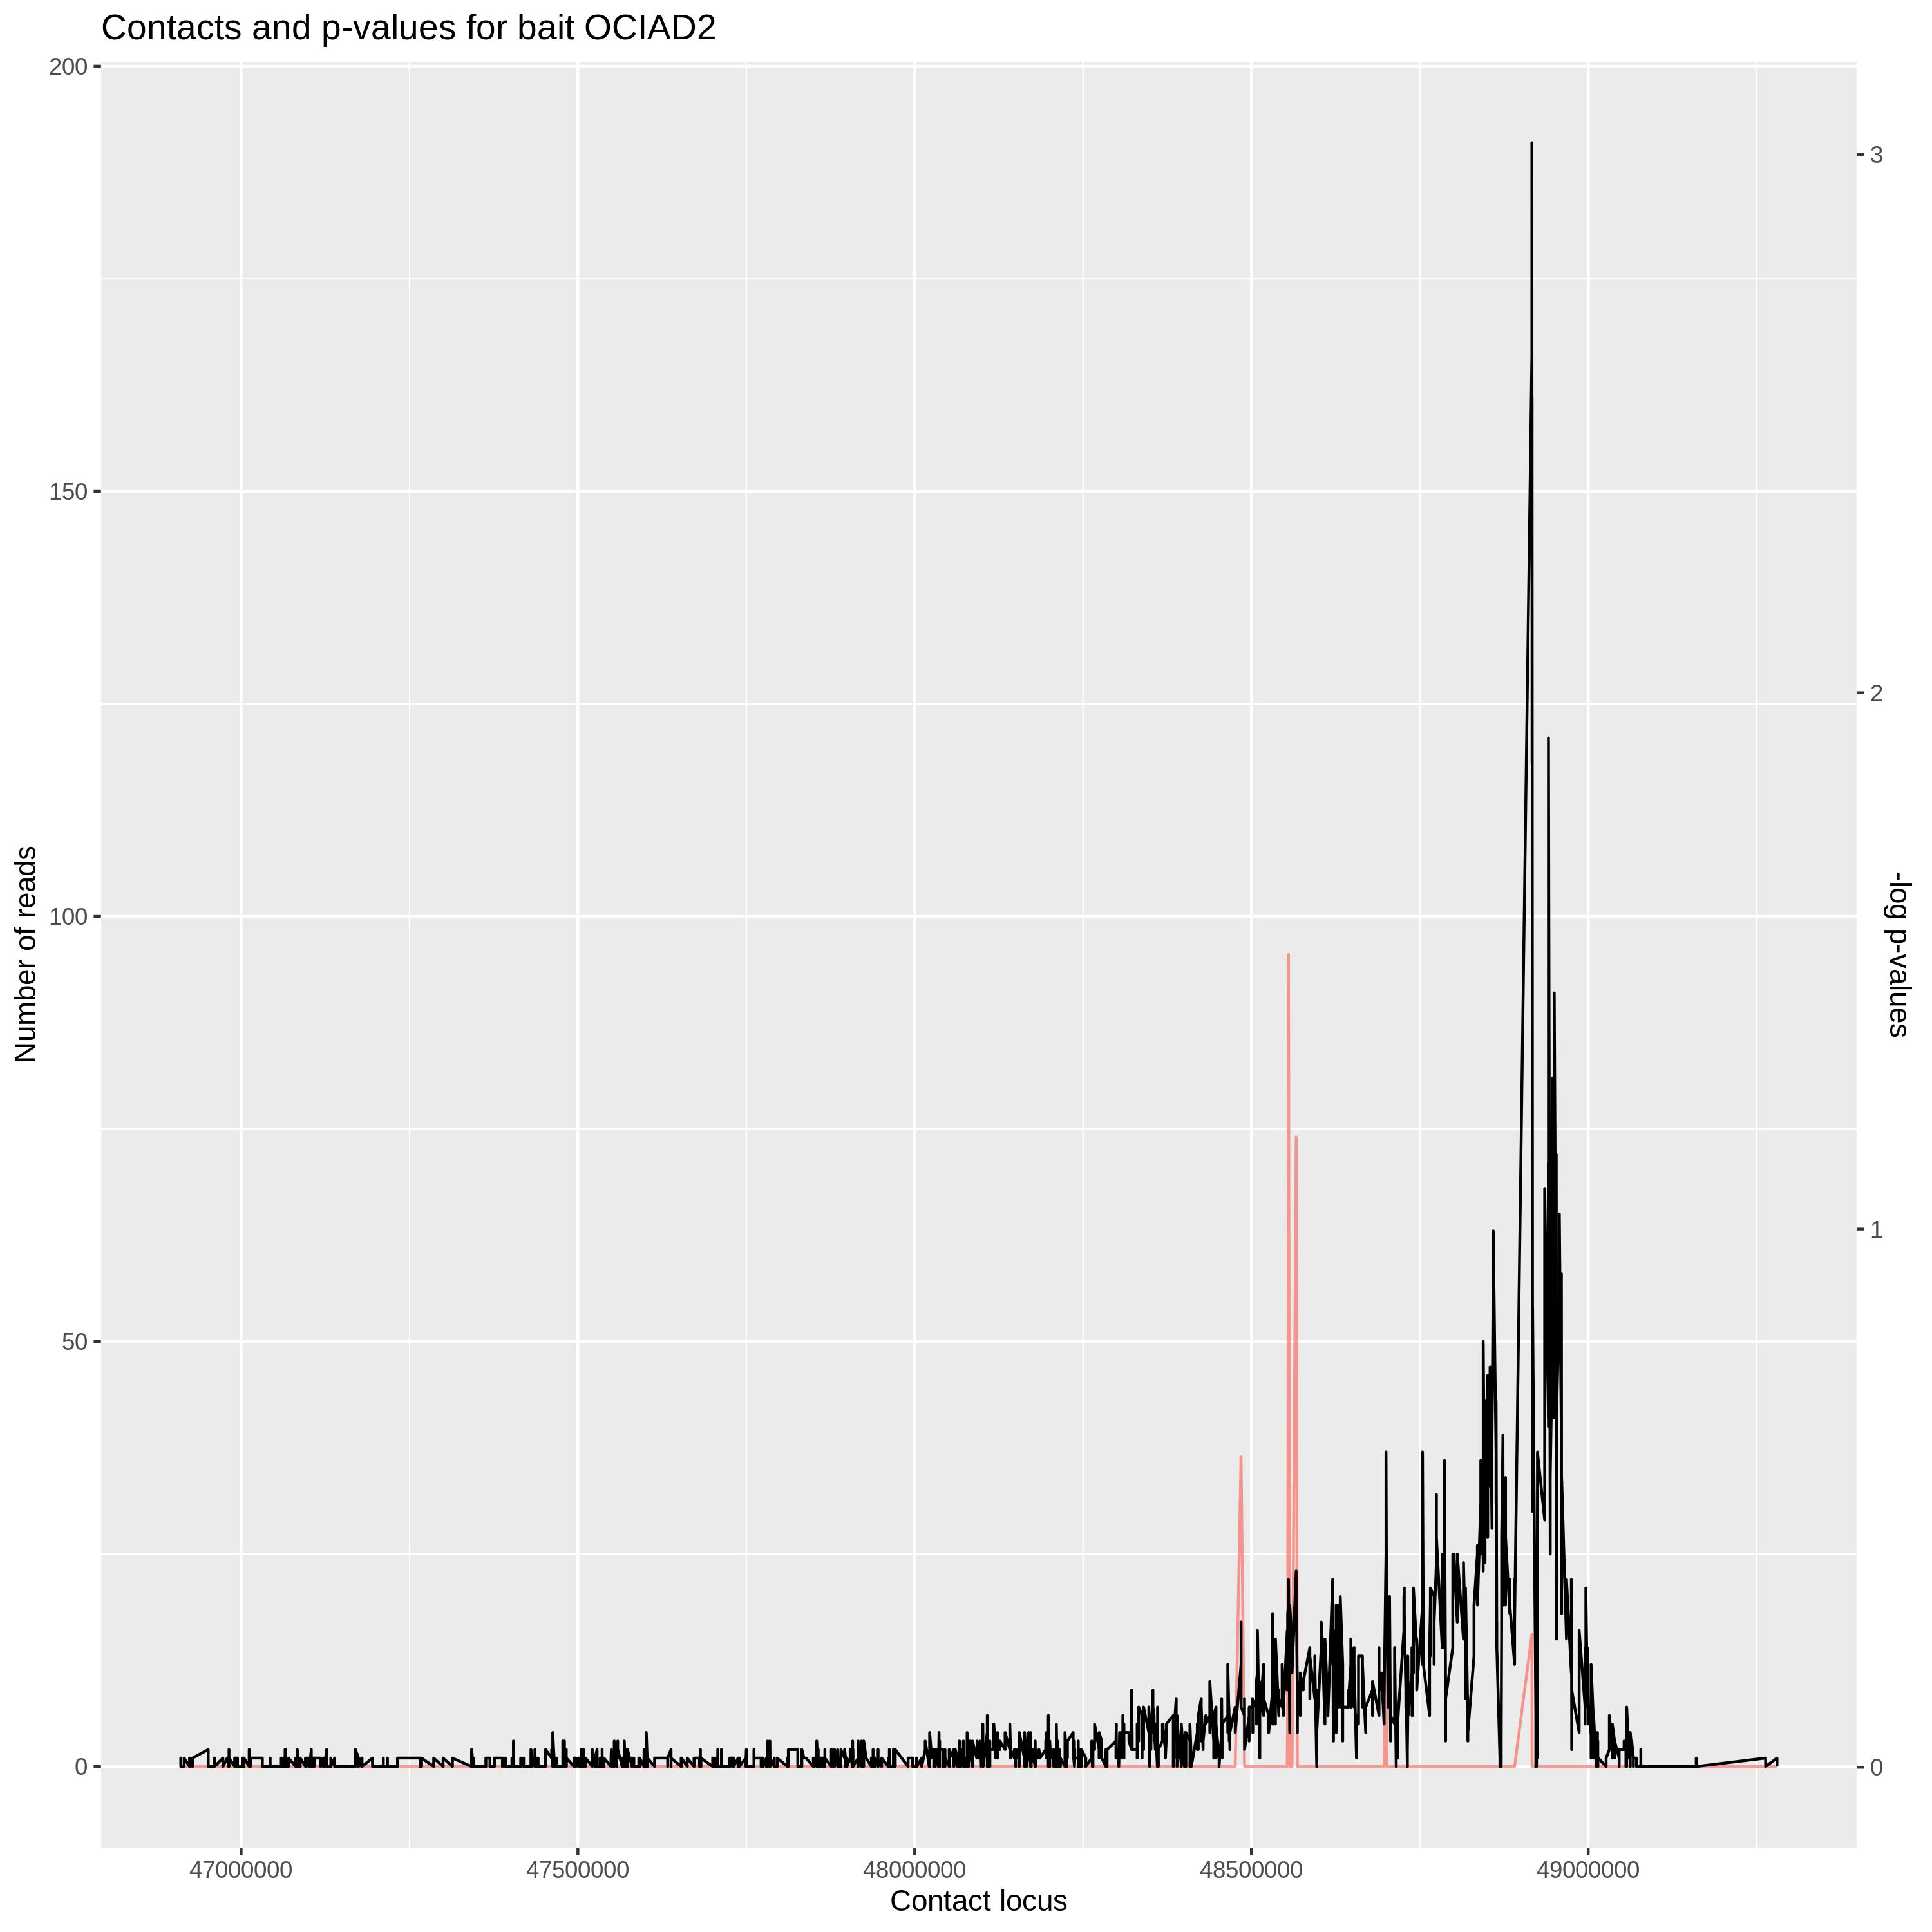 Contacts and p-values for bait OCIAD2
200
150
100
50
0
Number of reads
3
2
1
0
-log p-values
47000000 47500000 48000000 48500000 49000000
Contact locus